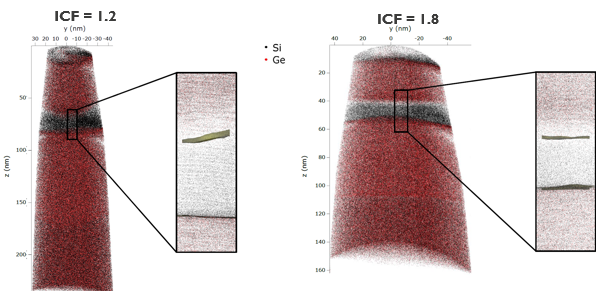 ICF = 1.2
y (nm)
30 20 10 0 -10 -20 -30 -40
50
100
150
200
z (nm)
Si
Ge
ICF = 1.8
y (nm)
40 20 0 -20 -40
20
40
60
80
100
120
140
160
z (nm)